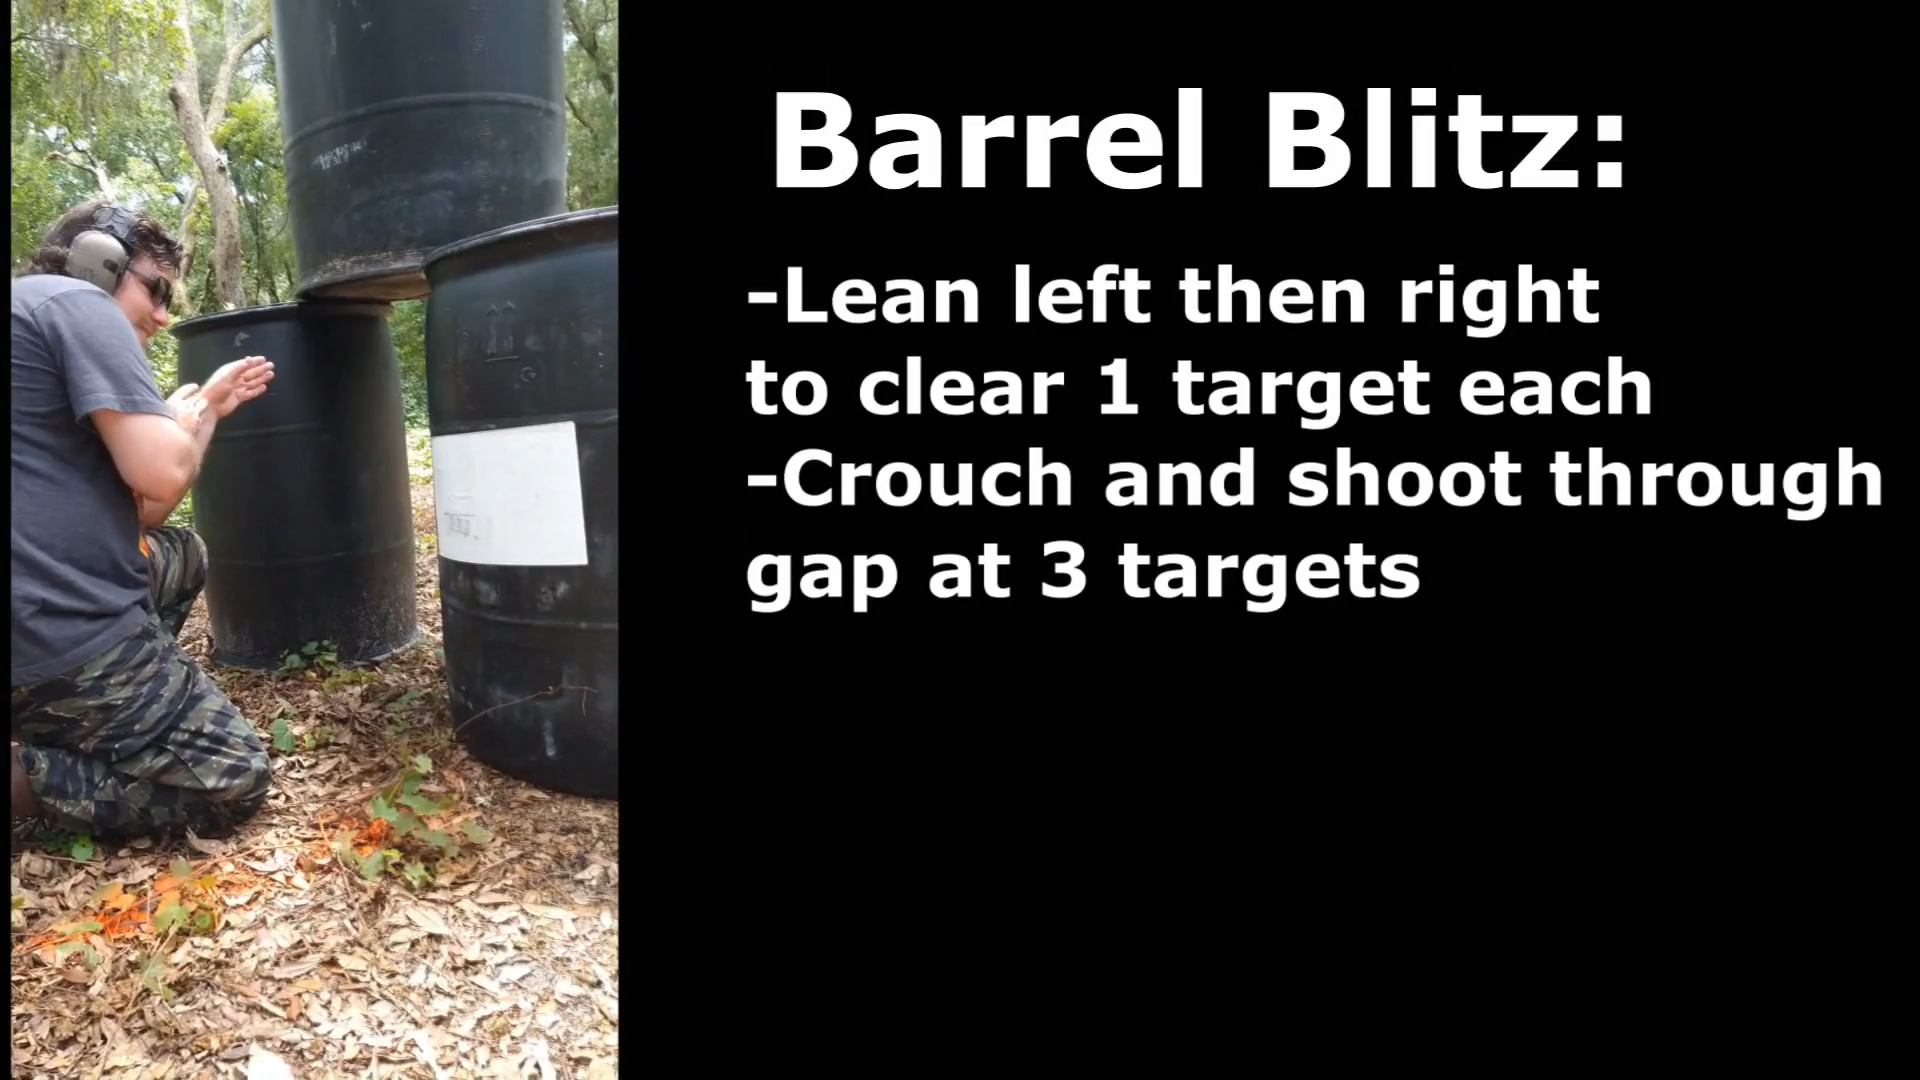 Barrel Blitz:
-Lean left then right
to clear 1 target each
-Crouch and shoot through
gap at 3 targets